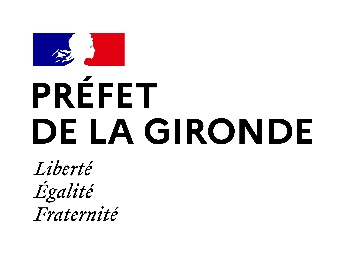 PRÉFET
DE LA GIRONDE
Liberté
Égalité
Fraternité